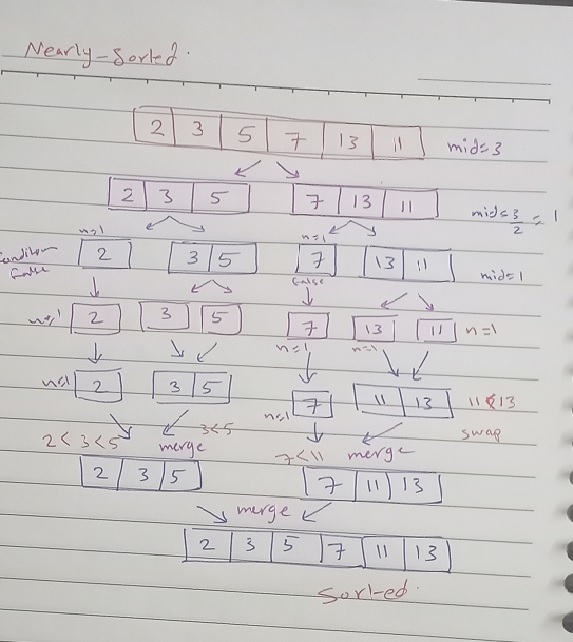 Nearly-Sorted.
2 3 5 7 13 11 mid=3
2 3 5 7 13 11 mid=3/2=1
n=1 n=1
Condition False 2 3 5 7 13 11 mid=1
False
n=1 2 3 5 7 13 11 n=1
n=1 n=1
n=1 2 3 5 n=1 7 11 13 11<13
swap
2<3<5 3<5 merge 7<11 merge
2 3 5 7 11 13
merge
2 3 5 7 11 13
Sorted.